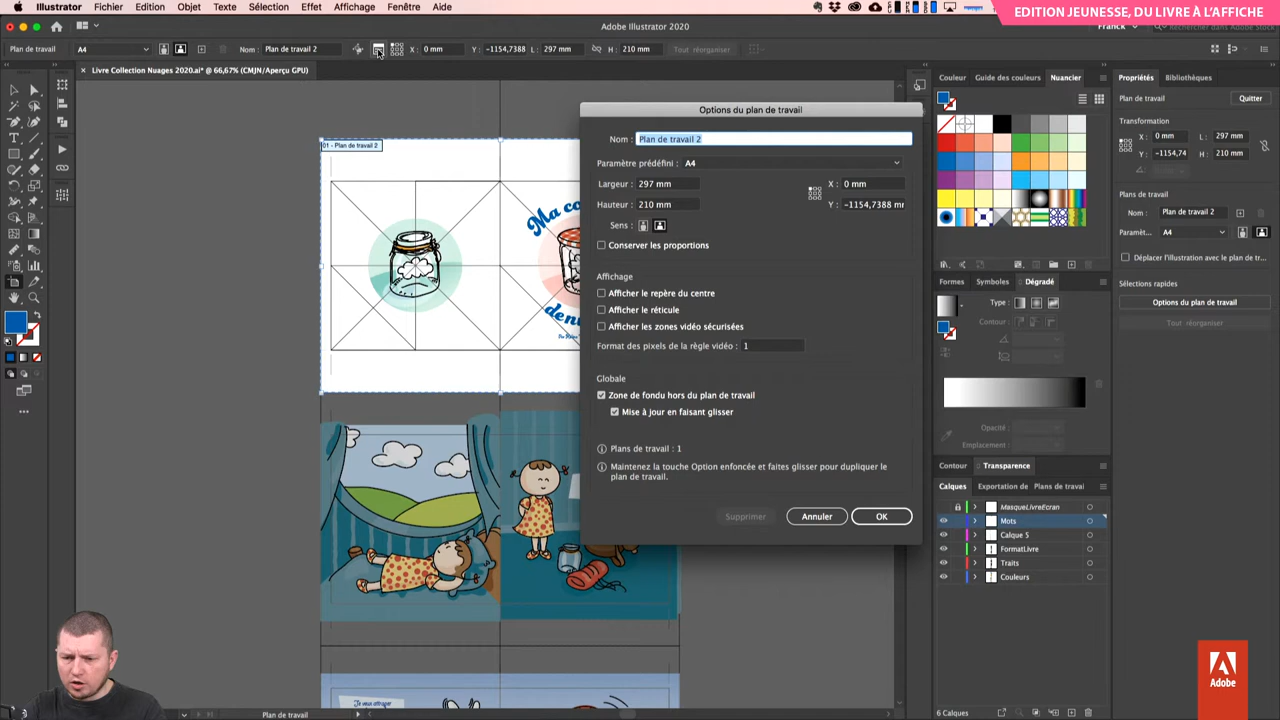 Illustrator Fichier Edition Objet Texte Sélection Effet Affichage Fenêtre Aide
EDITION JEUNESSE, DU LIVRE À L'AFFICHE
Adobe Illustrator 2020
Plan de travail A4 Nom : Plan de travail 2 X : 0 mm Y : -1154,7388 L : 297 mm H : 210 mm Tout réorganiser
× Livre Collection Nuages 2020.ai* @ 66,67% (CMJN/Aperçu GPU)
Couleur Guide des couleurs Nuancier
Propriétés Bibliothèques
Plan de travail Quitter
Transformation
X : 0 mm L : 297 mm
Y : -1154,74 H : 210 mm
Plans de travail
Nom : Plan de travail 2
Paramèt... A4
Déplacer l'illustration avec le plan de tr...
Sélections rapides
Options du plan de travail
Tout réorganiser
01 - Plan de travail 2
Ma co
de nu
Options du plan de travail
Nom : Plan de travail 2
Paramètre prédéfini : A4
Largeur : 297 mm X : 0 mm
Hauteur : 210 mm Y : -1154,7388 mr
Sens :
Conserver les proportions
Affichage
Afficher le repère du centre
Afficher le réticule
Afficher les zones vidéo sécurisées
Format des pixels de la règle vidéo : 1
Globale
Zone de fondu hors du plan de travail
Mise à jour en faisant glisser
Plans de travail : 1
Maintenez la touche Option enfoncée et faites glisser pour dupliquer le
plan de travail.
Supprimer Annuler OK
Formes Symboles Dégradé
Type :
Contour :
Opacité :
Emplacement :
Contour Transparence
Calques Exportation de Plans de travai
MasqueLivreEcran
Mots
Calque 5
FormatLivre
Traits
Couleurs
6 Calques
Je veux attraper
Plan de travail
Adobe